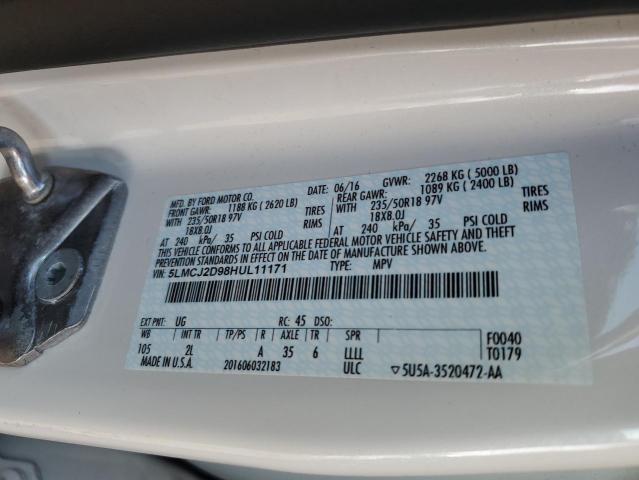 MFD. BY FORD MOTOR CO.
DATE: 06/16 GVWR: 2268 KG ( 5000 LB)
FRONT GAWR: 1188 KG ( 2620 LB) REAR GAWR: 1089 KG ( 2400 LB)
WITH 235/50R18 97V TIRES WITH 235/50R18 97V TIRES
18X8.0J RIMS 18X8.0J RIMS
AT 240 kPa/ 35 PSI COLD AT 240 kPa/ 35 PSI COLD
THIS VEHICLE CONFORMS TO ALL APPLICABLE FEDERAL MOTOR VEHICLE SAFETY AND THEFT
PREVENTION STANDARDS IN EFFECT ON THE DATE OF MANUFACTURE SHOWN ABOVE.
VIN: 5LMCJ2D98HUL11171 TYPE: MPV
EXT PNT: UG RC: 45 DSO:
WB INT TR TP/PS R AXLE TR SPR F0040
105 2L A 35 6 LLLL T0179
MADE IN U.S.A. 201606032183 ULC ▽5U5A-3520472-AA